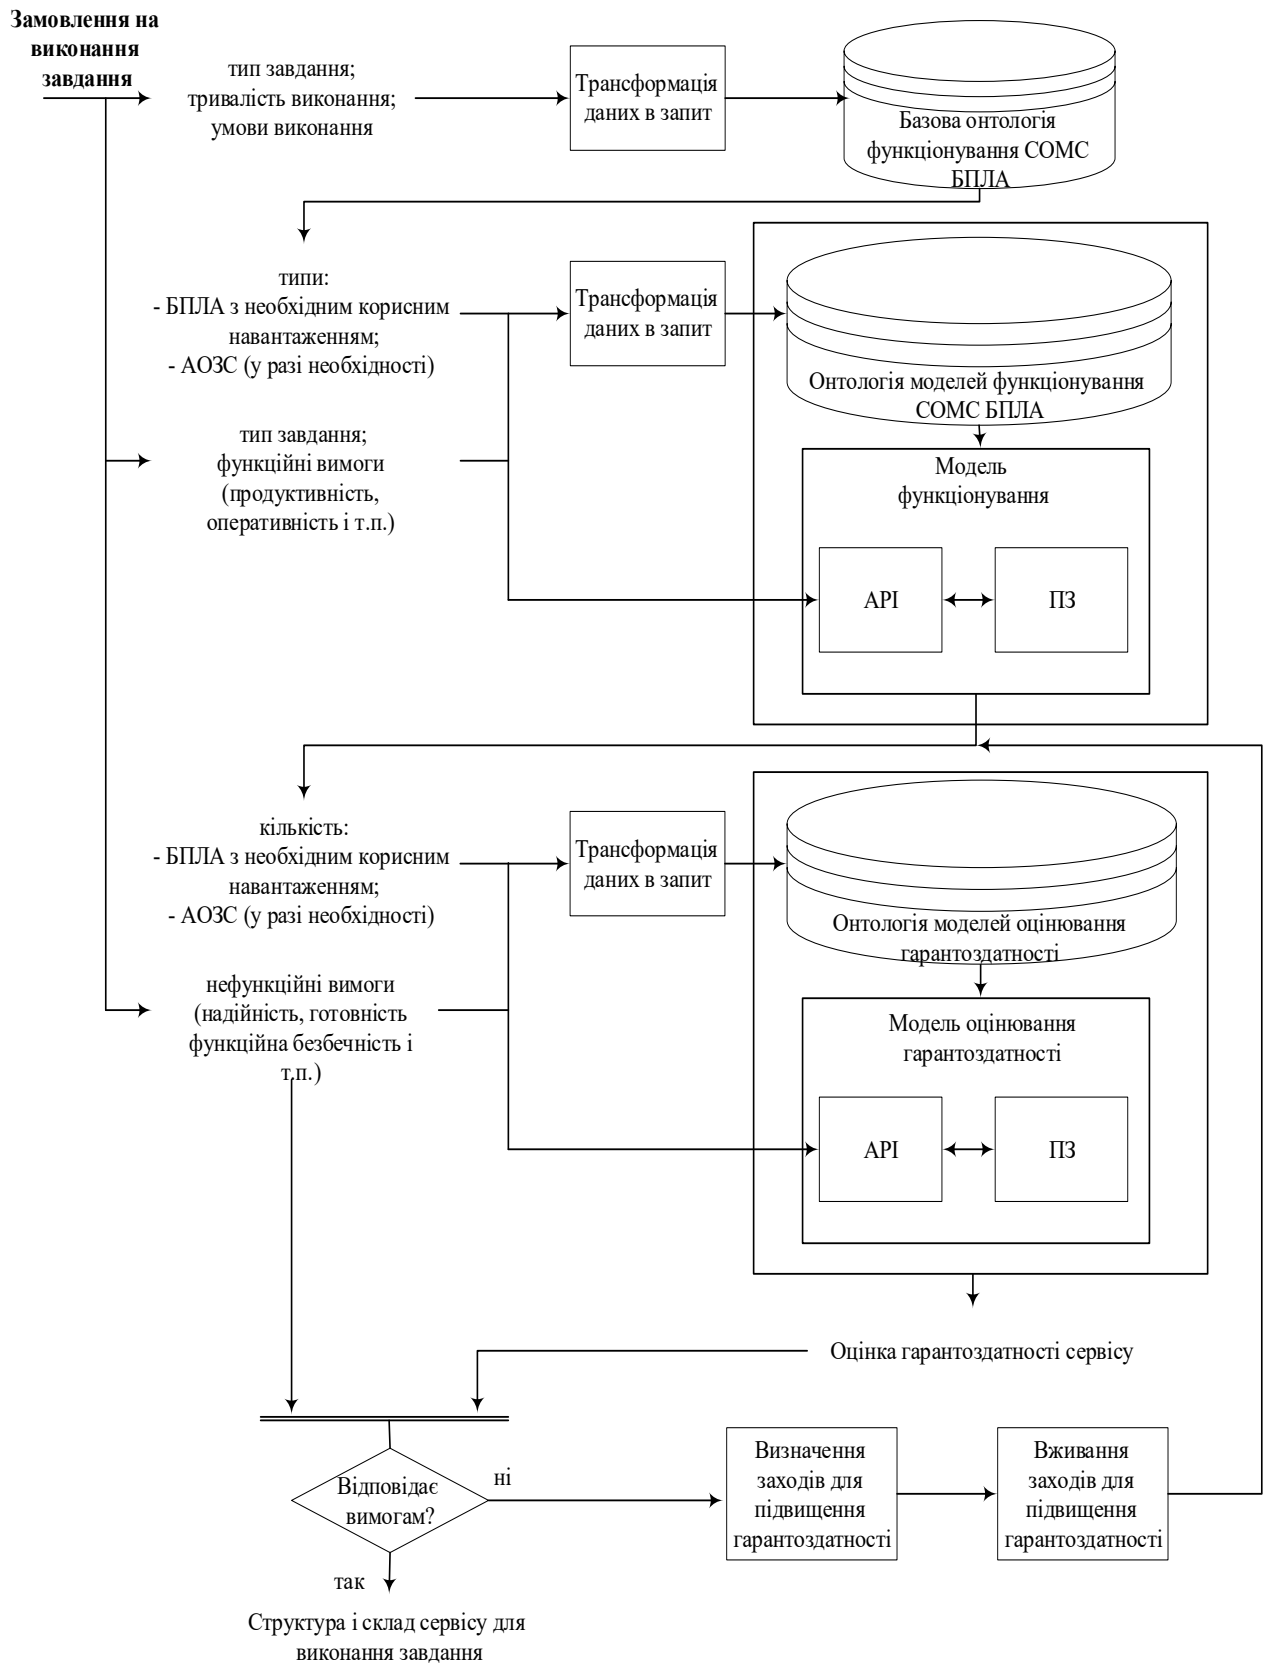 Замовлення на
виконання
завдання
тип завдання;
тривалість виконання;
умови виконання
Трансформація
даних в запит
Базова онтологія
функціонування СОМС
БПЛА
типи:
- БПЛА з необхідним корисним
навантаженням;
- АОЗС (у разі необхідності)
Трансформація
даних в запит
Онтологія моделей функціонування
СОМС БПЛА
тип завдання;
функційні вимоги
(продуктивність,
оперативність і т.п.)
Модель
функціонування
API
ПЗ
кількість:
- БПЛА з необхідним корисним
навантаженням;
- АОЗС (у разі необхідності)
Трансформація
даних в запит
Онтологія моделей оцінювання
гарантоздатності
нефункційні вимоги
(надійність, готовність
функційна безбечність і
т.п.)
Модель оцінювання
гарантоздатності
API
ПЗ
Оцінка гарантоздатності сервісу
Відповідає
вимогам?
ні
Визначення
заходів для
підвищення
гарантоздатності
Вживання
заходів для
підвищення
гарантоздатності
так
Структура і склад сервісу для
виконання завдання